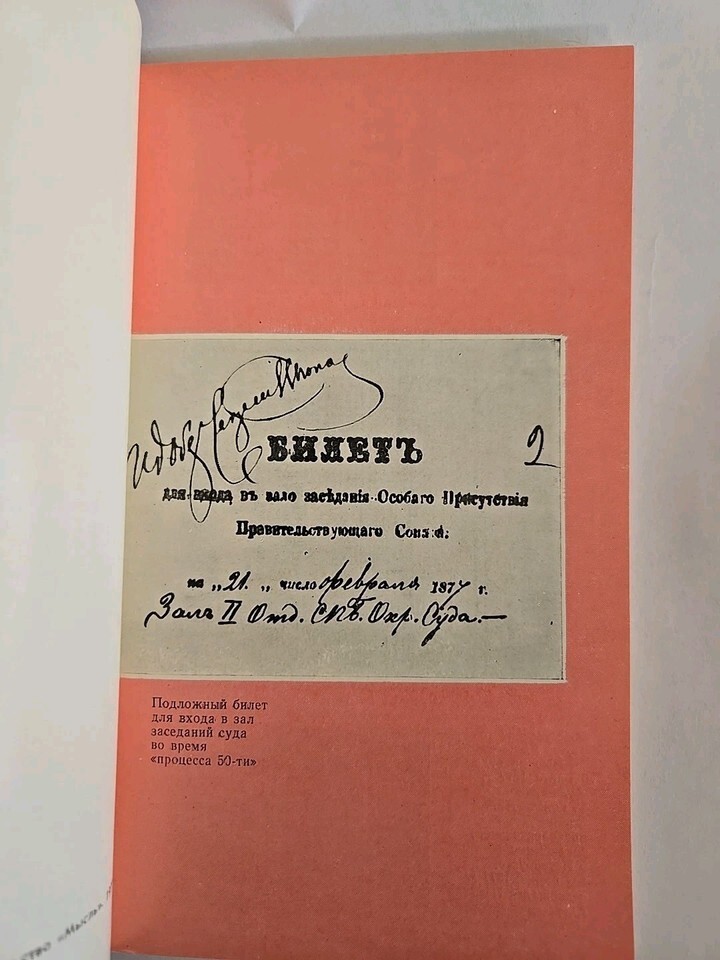 БИЛЕТЪ
2
для входа въ зало засѣданія Особаго Присутствія
Правительствующаго
на „21. „ число февраля 1877 г.
Залъ II Отд. СПБ. Окр. Суда.—
Подложный билет
для входа в зал
заседаний суда
во время
«процесса 50-ти»
«Мысль»